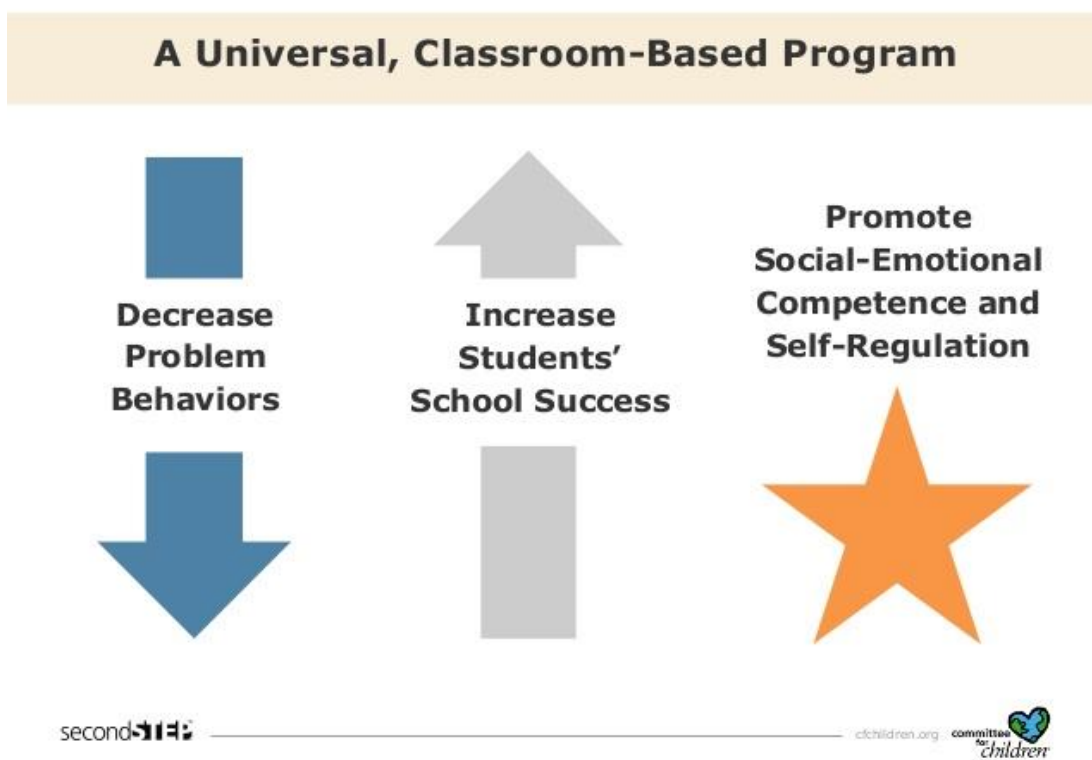 A Universal, Classroom-Based Program
Decrease
Problem
Behaviors
Increase
Students’
School Success
Promote
Social-Emotional
Competence and
Self-Regulation
secondSTEP
cfchildren.org
committee
for
children